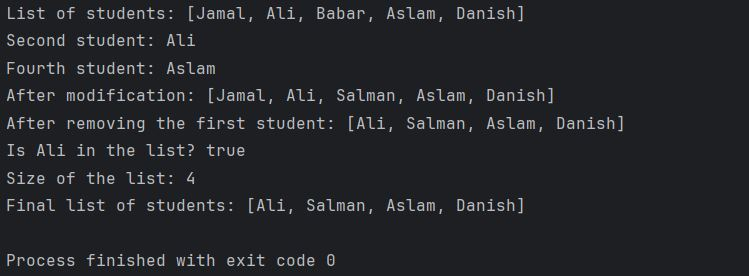 List of students: [Jamal, Ali, Babar, Aslam, Danish]
Second student: Ali
Fourth student: Aslam
After modification: [Jamal, Ali, Salman, Aslam, Danish]
After removing the first student: [Ali, Salman, Aslam, Danish]
Is Ali in the list? true
Size of the list: 4
Final list of students: [Ali, Salman, Aslam, Danish]
Process finished with exit code 0